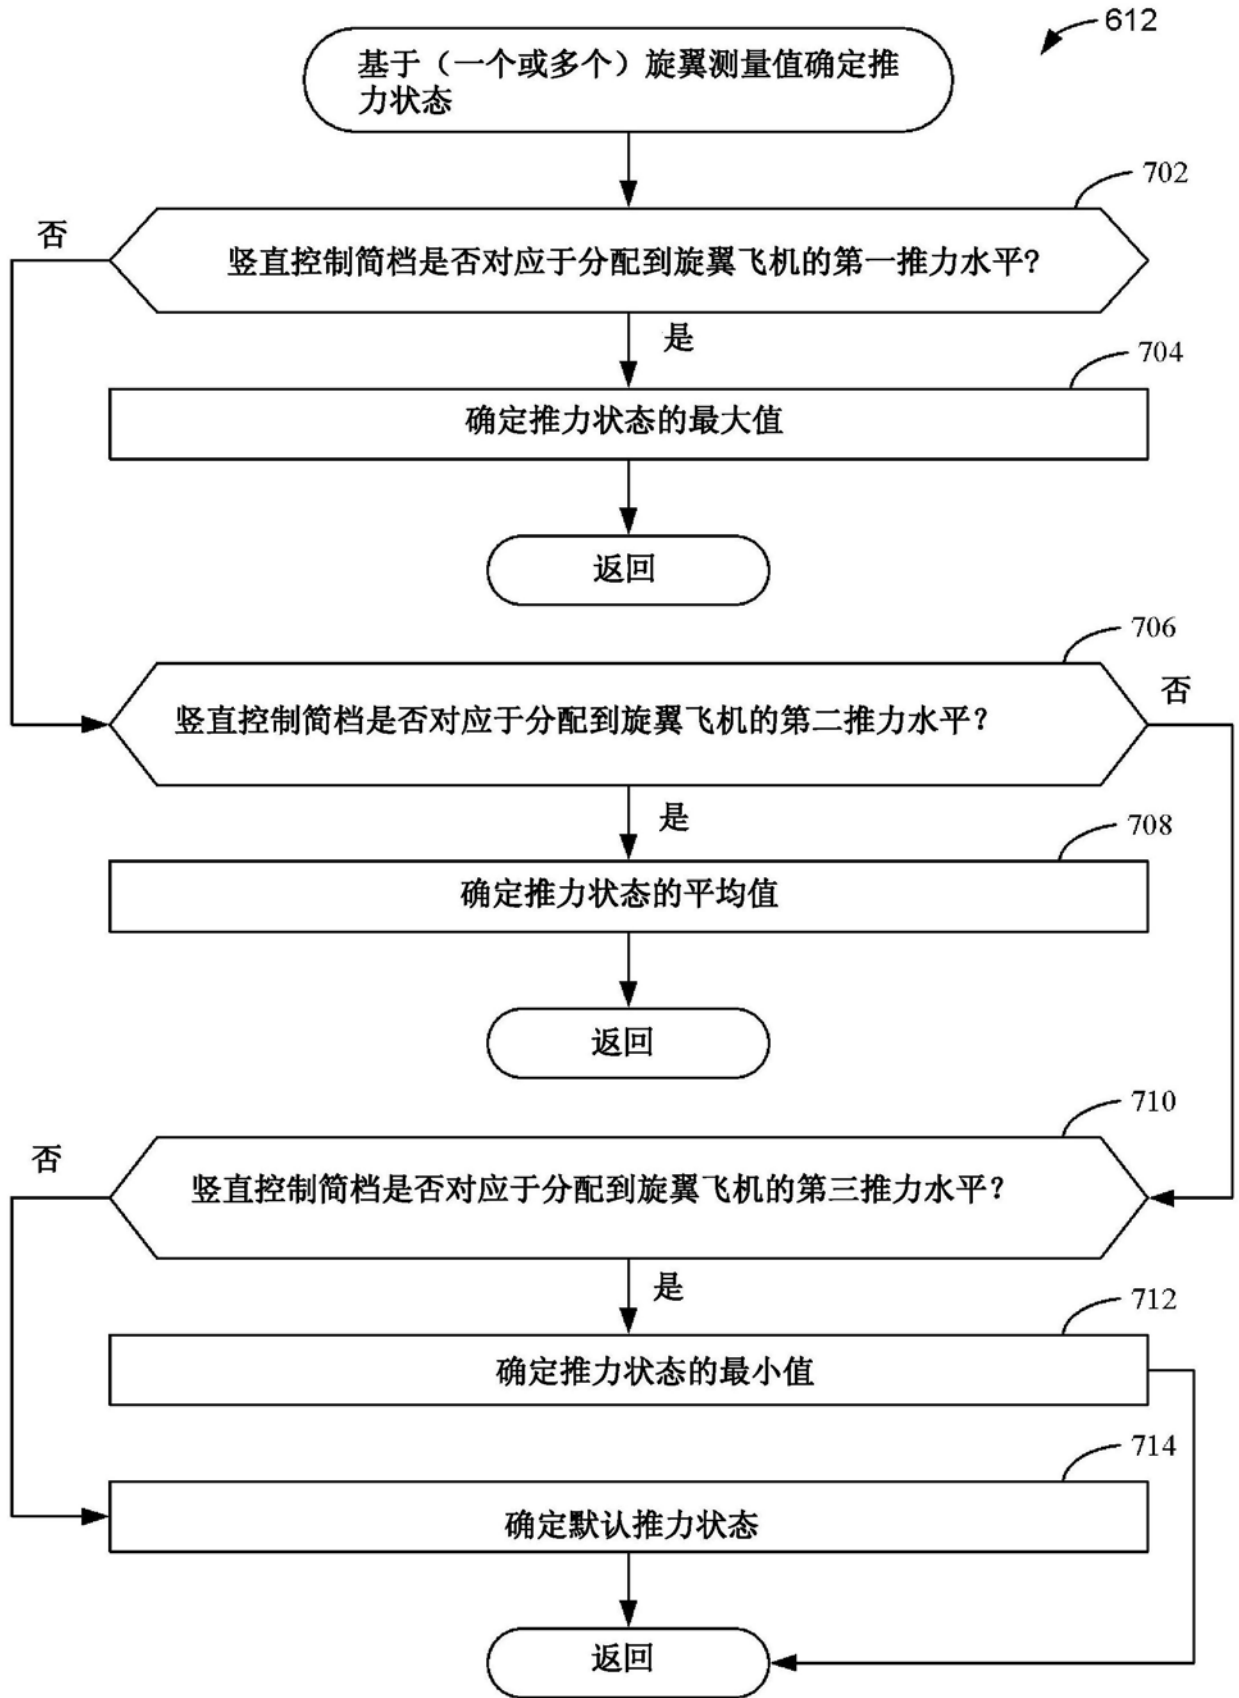 612
基于（一个或多个）旋翼测量值确定推
力状态
702
否
竖直控制简档是否对应于分配到旋翼飞机的第一推力水平?
是
704
确定推力状态的最大值
返回
706
否
竖直控制简档是否对应于分配到旋翼飞机的第二推力水平？
是
708
确定推力状态的平均值
返回
710
否
竖直控制简档是否对应于分配到旋翼飞机的第三推力水平？
是
712
确定推力状态的最小值
714
确定默认推力状态
返回